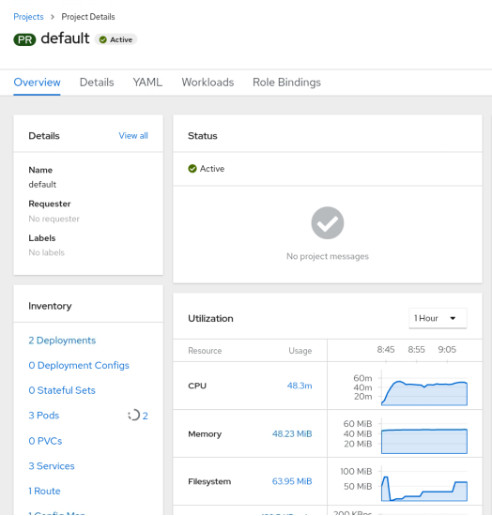 Projects > Project Details
PR default Active
Overview Details YAML Workloads Role Bindings
Details View all
Name
default
Requester
No requester
Labels
No labels
Status
Active
No project messages
Inventory
2 Deployments
0 Deployment Configs
0 Stateful Sets
3 Pods 2
0 PVCs
3 Services
1 Route
1 Config Map
Utilization 1 Hour
Resource Usage 8:45 8:55 9:05
CPU 48.3m 60m 40m 20m
Memory 48.23 MiB 60 MiB 40 MiB 20 MiB
Filesystem 63.95 MiB 100 MiB 50 MiB
200 KBps